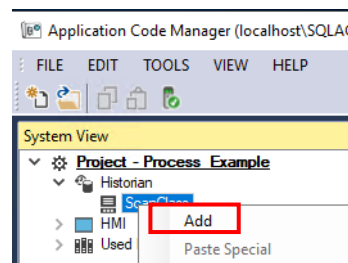 Application Code Manager (localhost\SQLA
FILE EDIT TOOLS VIEW HELP
System View
Project - Process_Example
Historian
ScanClass
Add
HMI
Used
Paste Special